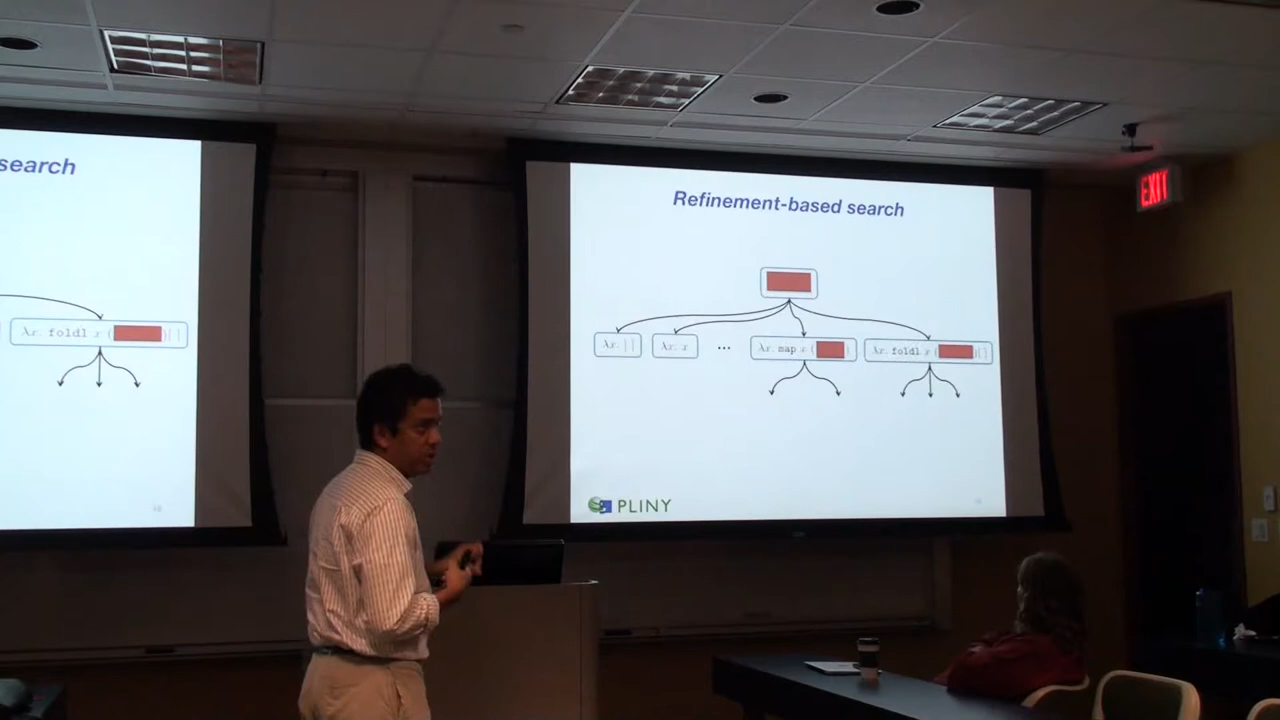 search
λx. foldl x ( )[ ]
Refinement-based search
λx. [ ]
λx. x
...
λx. map x ( )
λx. foldl x ( )[ ]
PLINY
EXIT